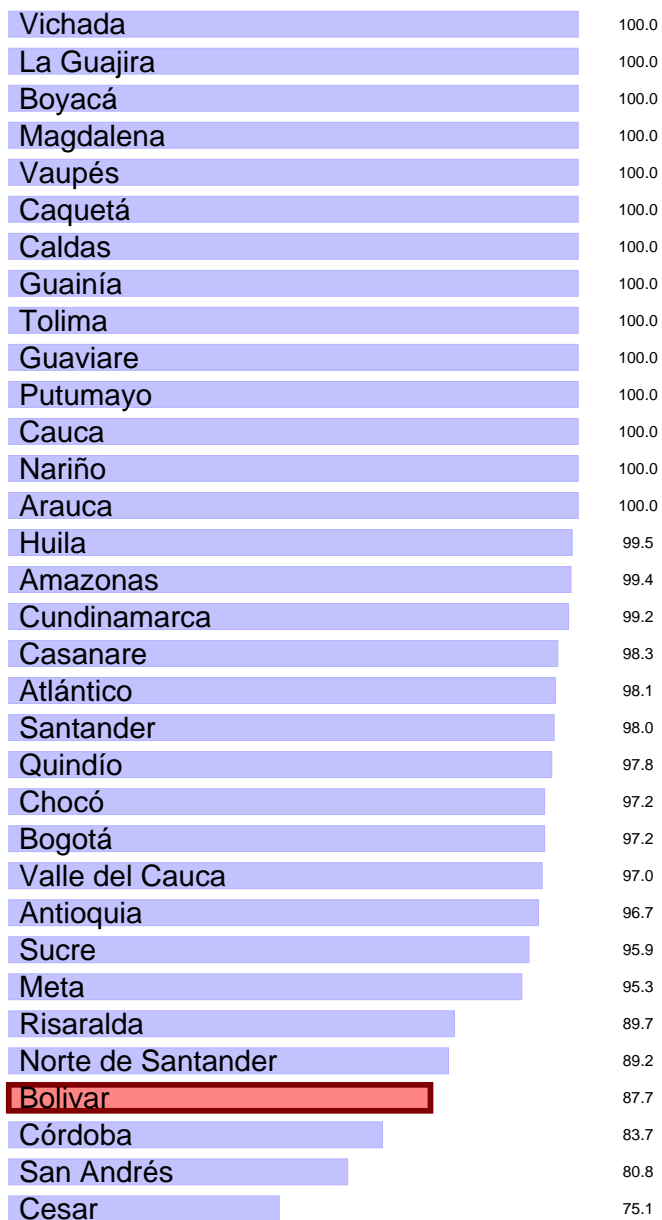 Vichada 100.0
La Guajira 100.0
Boyacá 100.0
Magdalena 100.0
Vaupés 100.0
Caquetá 100.0
Caldas 100.0
Guainía 100.0
Tolima 100.0
Guaviare 100.0
Putumayo 100.0
Cauca 100.0
Nariño 100.0
Arauca 100.0
Huila 99.5
Amazonas 99.4
Cundinamarca 99.2
Casanare 98.3
Atlántico 98.1
Santander 98.0
Quindío 97.8
Chocó 97.2
Bogotá 97.2
Valle del Cauca 97.0
Antioquia 96.7
Sucre 95.9
Meta 95.3
Risaralda 89.7
Norte de Santander 89.2
Bolivar 87.7
Córdoba 83.7
San Andrés 80.8
Cesar 75.1